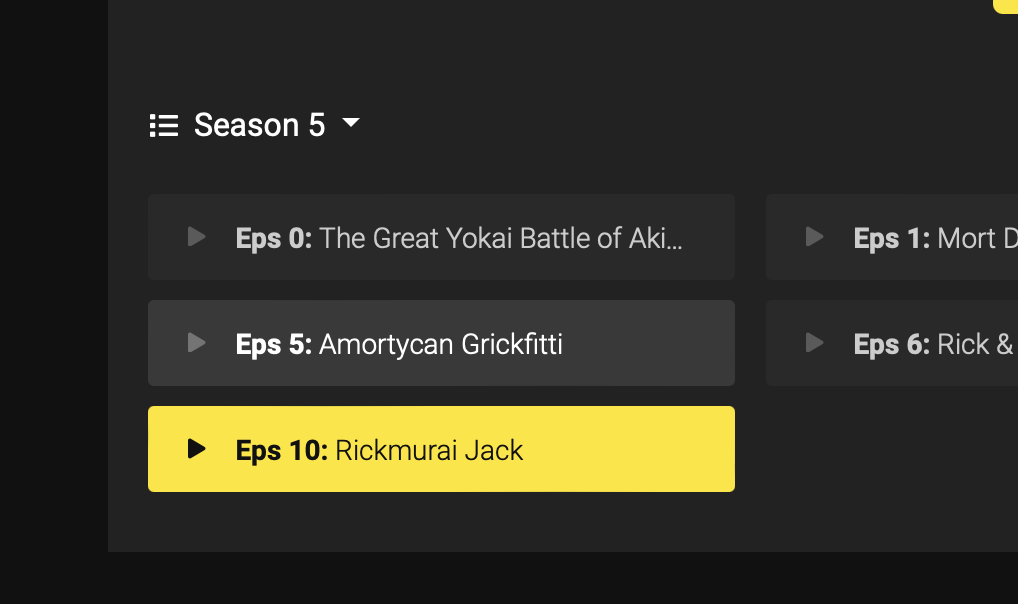 Season 5
Eps 0: The Great Yokai Battle of Aki...
Eps 1: Mort D
Eps 5: Amortycan Grickfitti
Eps 6: Rick &
Eps 10: Rickmurai Jack